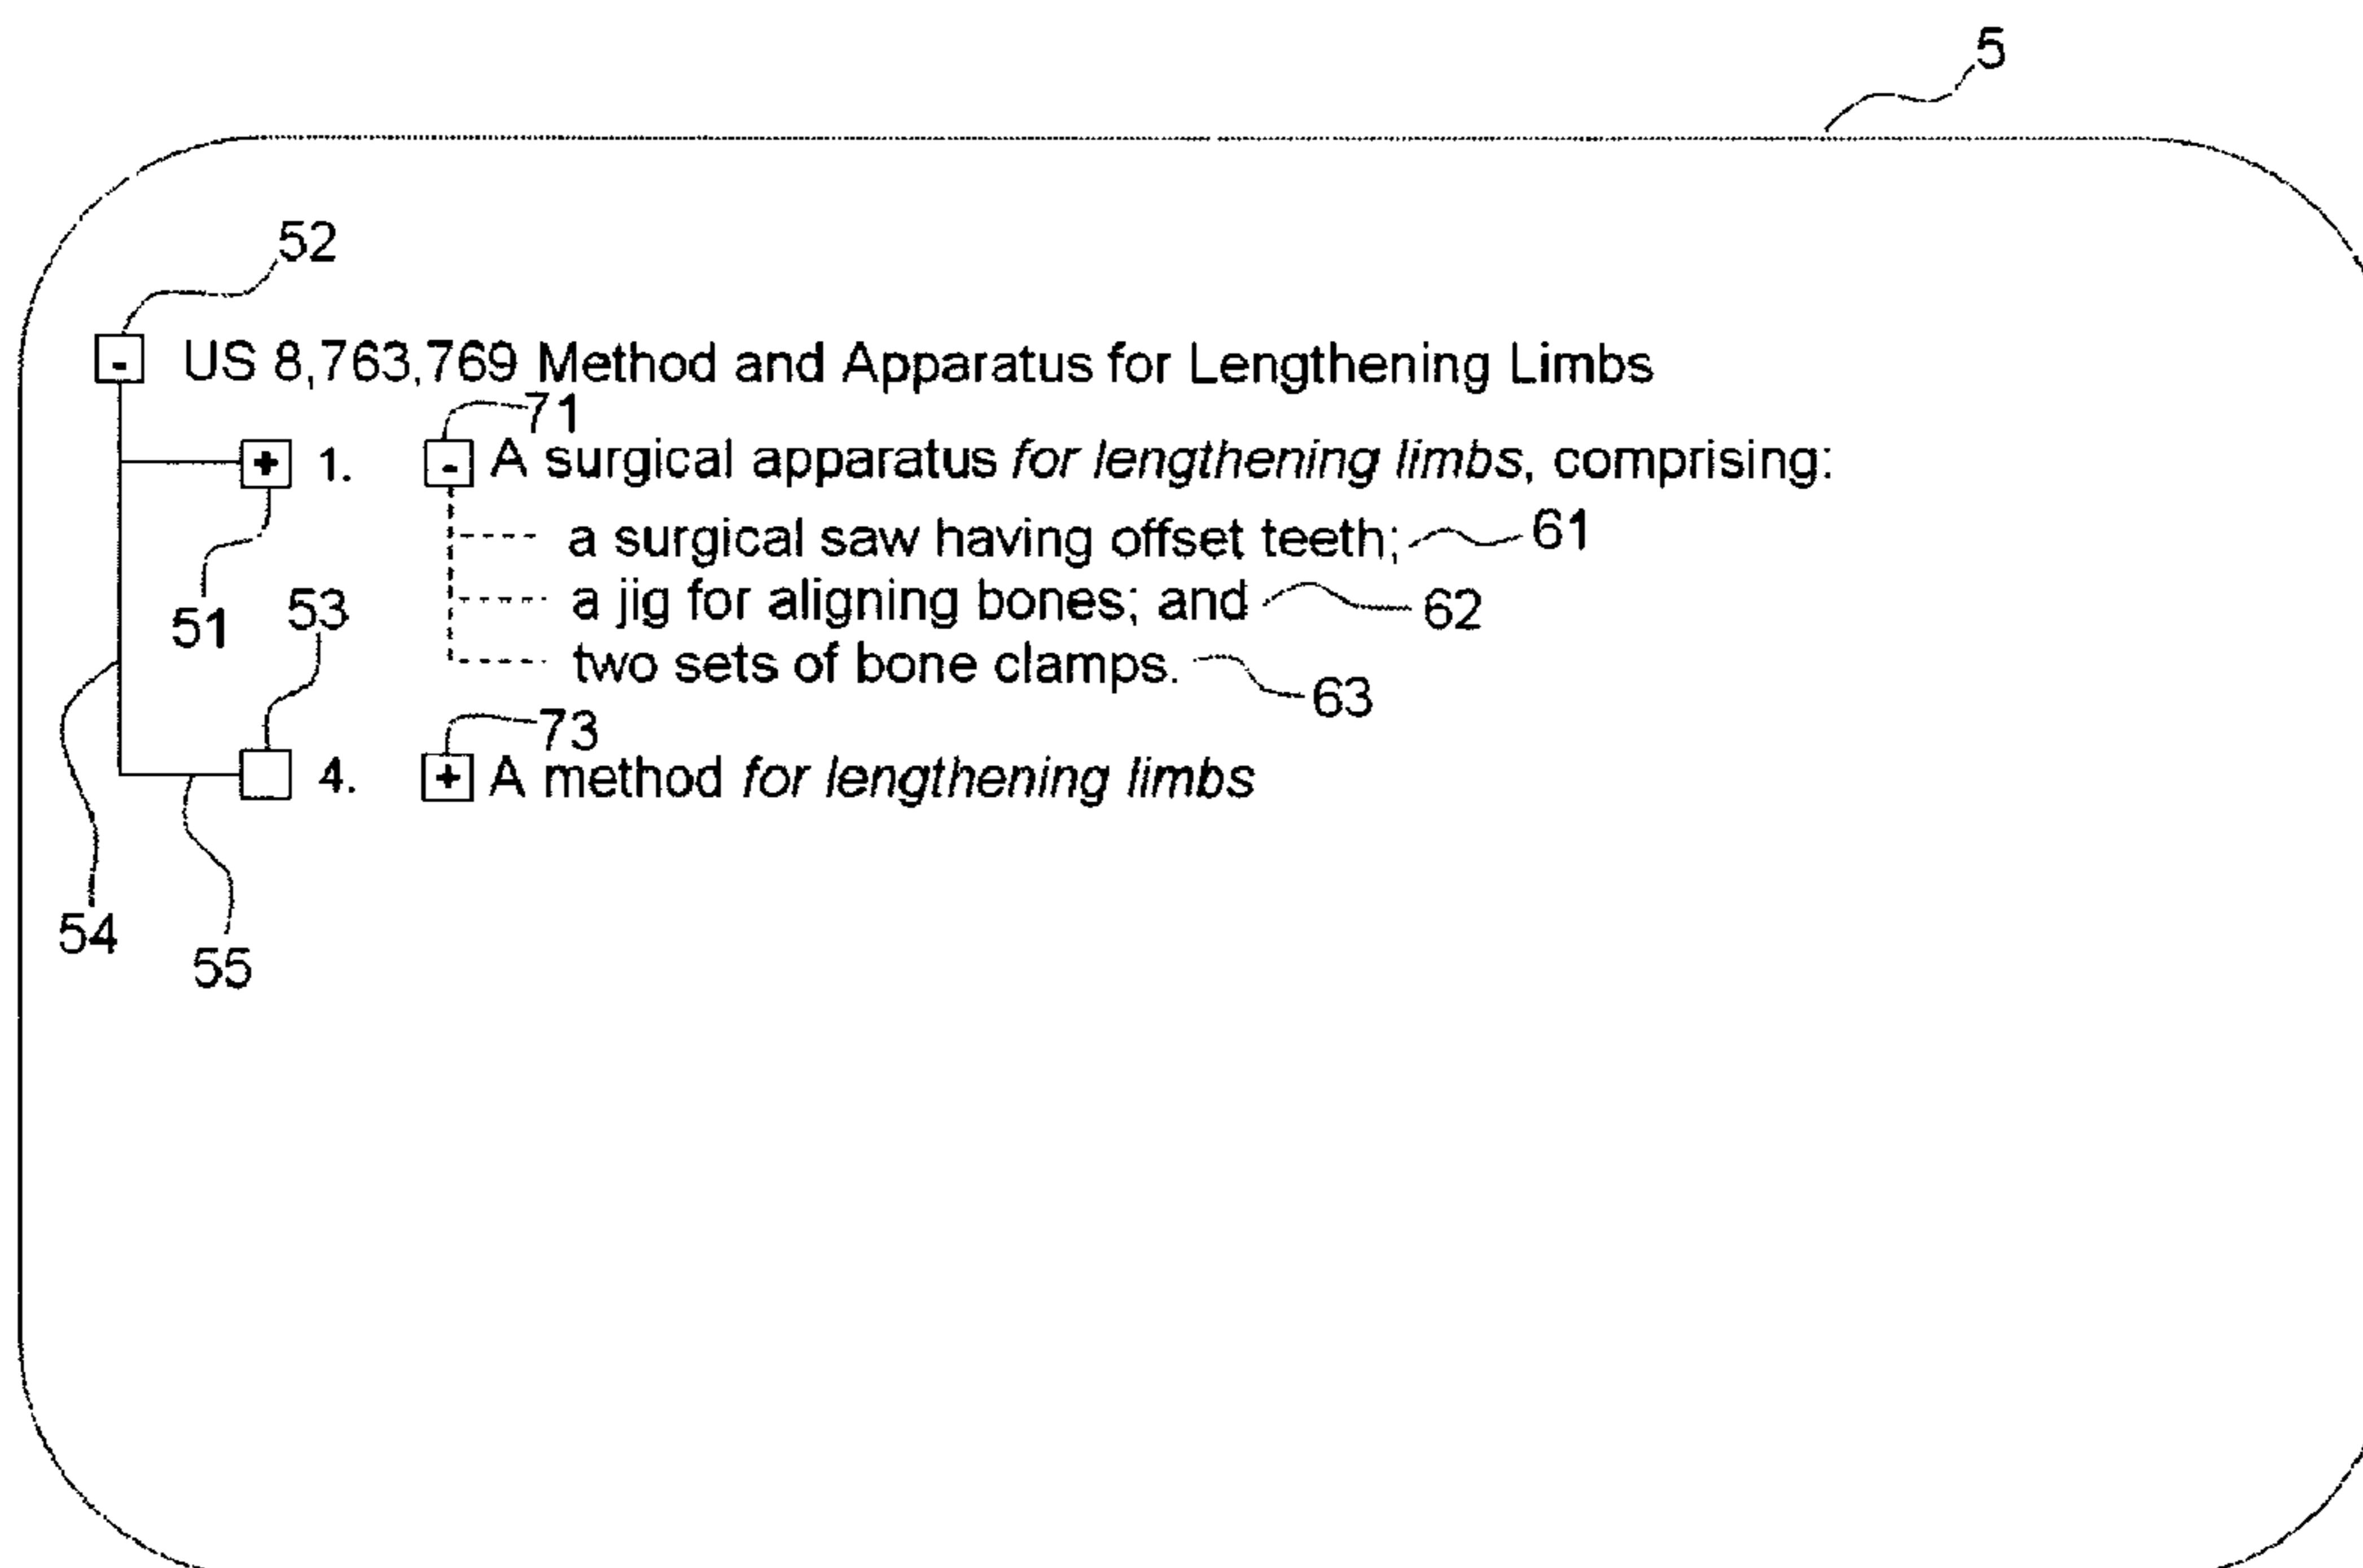 5
52
- US 8,763,769 Method and Apparatus for Lengthening Limbs
71
+ 1. - A surgical apparatus for lengthening limbs, comprising:
a surgical saw having offset teeth; 61
51 53 a jig for aligning bones; and 62
two sets of bone clamps. 63
73
4. + A method for lengthening limbs
54
55